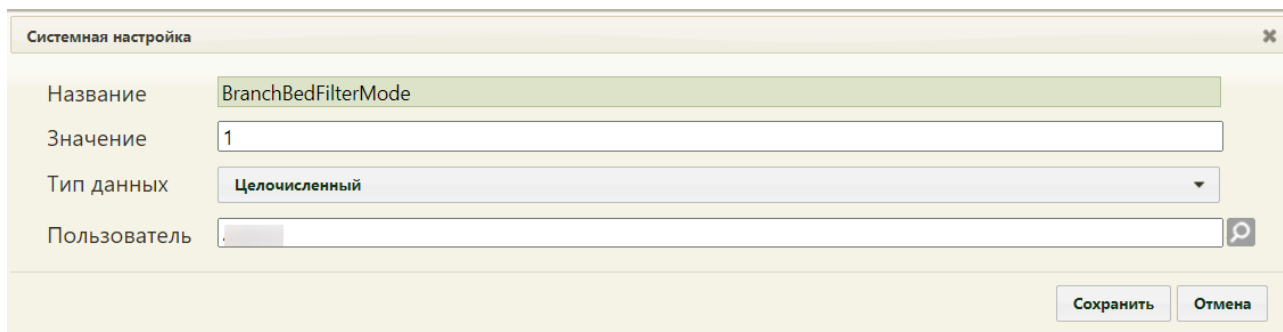 Системная настройка
Название BranchBedFilterMode
Значение 1
Тип данных Целочисленный
Пользователь
Сохранить Отмена